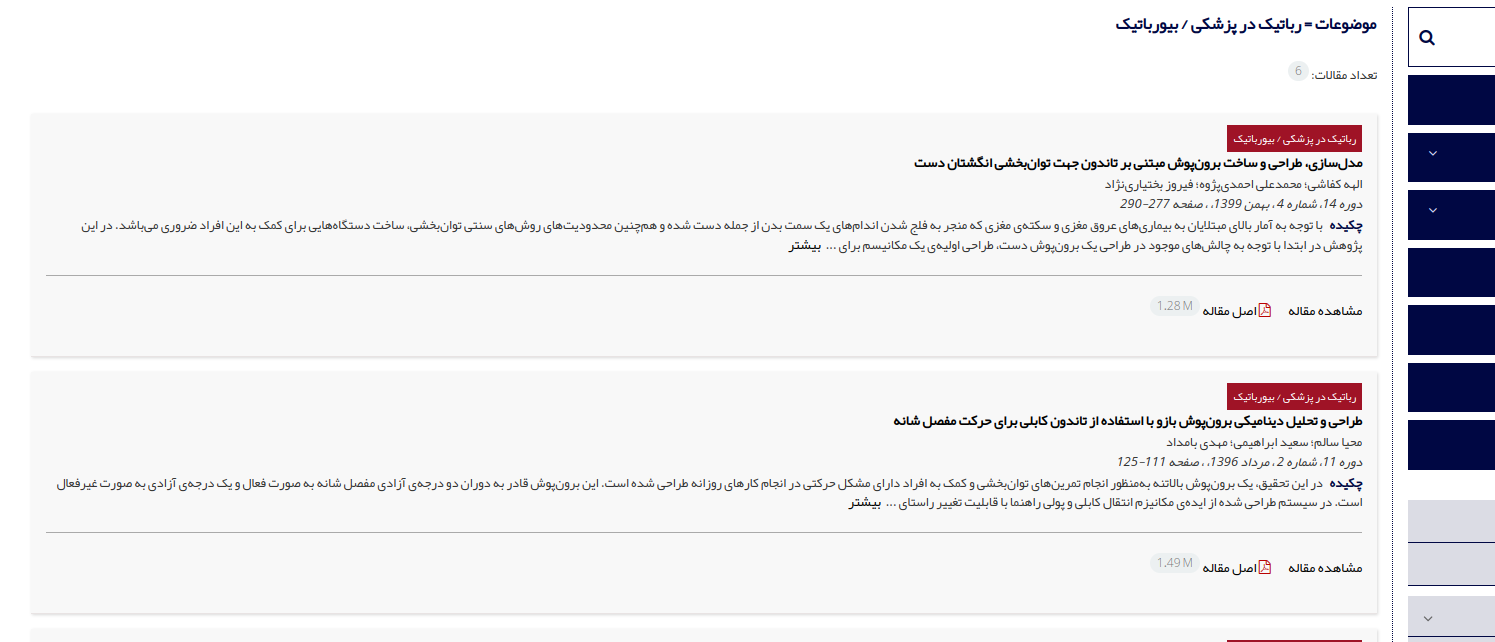 موضوعات = رباتیک در پزشکی / بیورباتیک
تعداد مقالات: 6
رباتیک در پزشکی / بیورباتیک
مدل‌سازی، طراحی و ساخت برون‌پوش مبتنی بر تاندون جهت توان‌بخشی انگشتان دست
الهه کفاشی؛ محمدعلی احمدی‌پژوه؛ فیروز بختیاری‌نژاد
دوره 14، شماره 4 ، بهمن 1399، ، صفحه 277-290
چکیده با توجه به آمار بالای مبتلایان به بیماری‌های عروق مغزی و سکته‌ی مغزی که منجر به فلج شدن اندام‌های یک سمت بدن از جمله دست شده و هم‌چنین محدودیت‌های روش‌های سنتی توان‌بخشی، ساخت دستگاه‌هایی برای کمک به این افراد ضروری می‌باشد. در این
پژوهش در ابتدا با توجه به چالش‌های موجود در طراحی یک برون‌پوش دست، طراحی اولیه‌ی یک مکانیسم برای ... بیشتر
مشاهده مقاله اصل مقاله 1.28 M
رباتیک در پزشکی / بیورباتیک
طراحی و تحلیل دینامیکی برون‌پوش بازو با استفاده از تاندون کابلی برای حرکت مفصل شانه
محیا سالم؛ سعید ابراهیمی؛ مهدی بامداد
دوره 11، شماره 2 ، مرداد 1396، ، صفحه 111-125
چکیده در این تحقیق، یک برون‌پوش بالاتنه به‌منظور انجام تمرین‌های توان‌بخشی و کمک به افراد دارای مشکل حرکتی در انجام کارهای روزانه طراحی شده است. این برون‌پوش قادر به دوران دو درجه‌ی آزادی مفصل شانه به صورت فعال و یک درجه‌ی آزادی به صورت غیرفعال
است. در سیستم طراحی شده از ایده‌ی مکانیزم انتقال کابلی و پولی راهنما با قابلیت تغییر راستای ... بیشتر
مشاهده مقاله اصل مقاله 1.49 M